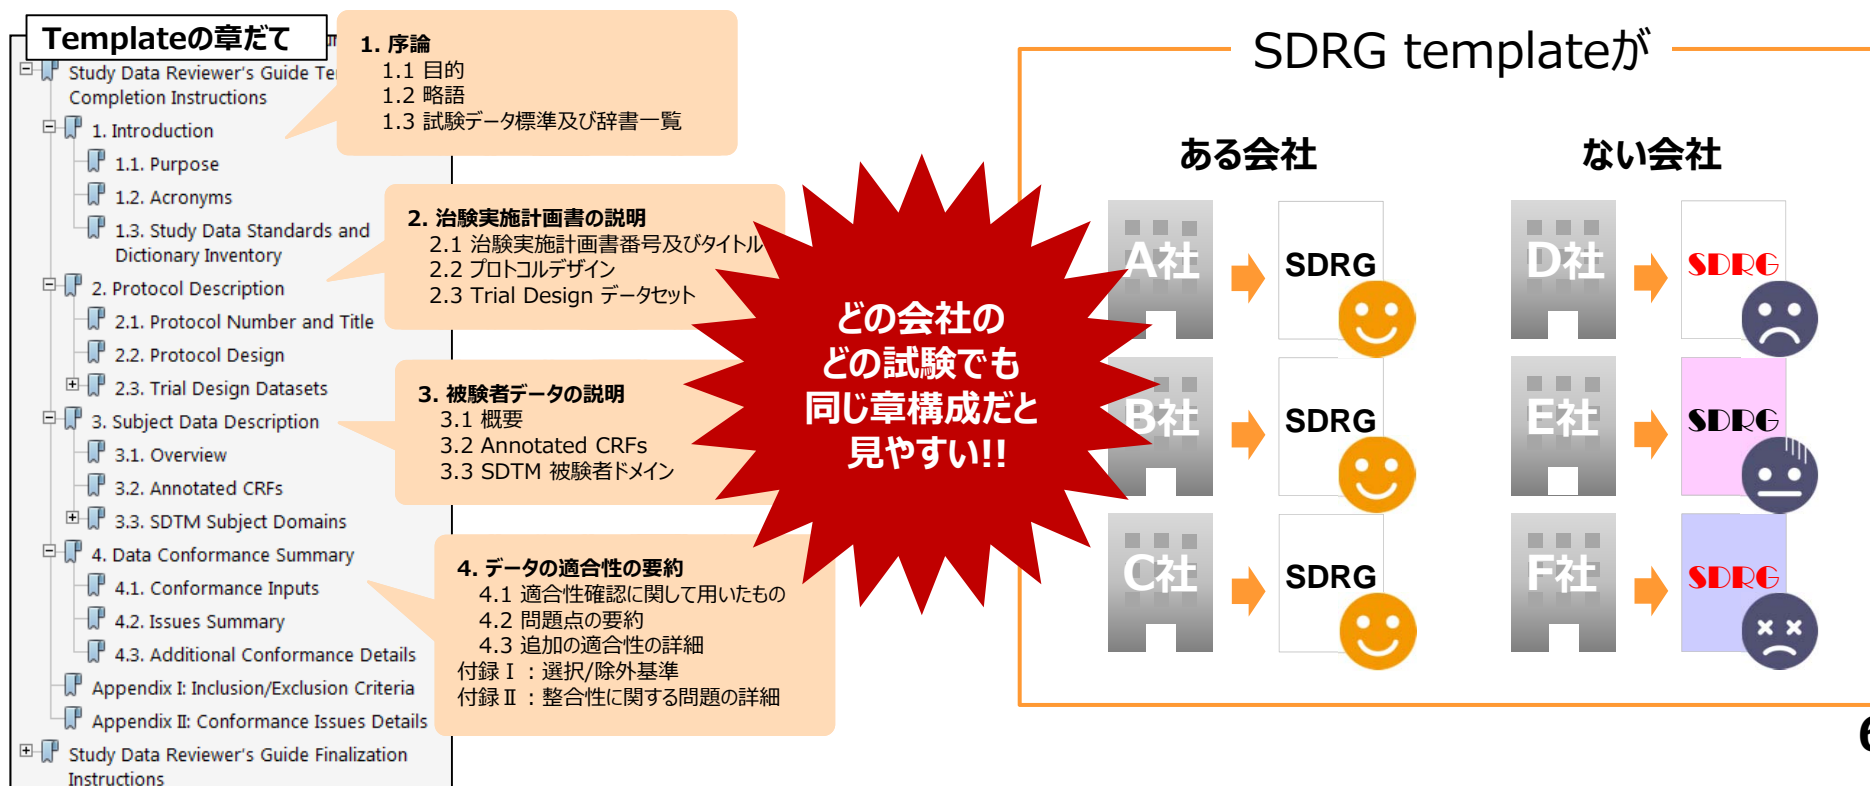 Templateの章だて
Study Data Reviewer's Guide Te
Completion Instructions
1. Introduction
1.1. Purpose
1.2. Acronyms
1.3. Study Data Standards and
Dictionary Inventory
2. Protocol Description
2.1. Protocol Number and Title
2.2. Protocol Design
2.3. Trial Design Datasets
3. Subject Data Description
3.1. Overview
3.2. Annotated CRFs
3.3. SDTM Subject Domains
4. Data Conformance Summary
4.1. Conformance Inputs
4.2. Issues Summary
4.3. Additional Conformance Details
Appendix I: Inclusion/Exclusion Criteria
Appendix II: Conformance Issues Details
Study Data Reviewer's Guide Finalization
Instructions
1. 序論
1.1 目的
1.2 略語
1.3 試験データ標準及び辞書一覧
2. 治験実施計画書の説明
2.1 治験実施計画書番号及びタイトル
2.2 プロトコルデザイン
2.3 Trial Design データセット
3. 被験者データの説明
3.1 概要
3.2 Annotated CRFs
3.3 SDTM 被験者ドメイン
4. データの適合性の要約
4.1 適合性確認に関して用いたもの
4.2 問題点の要約
4.3 追加の適合性の詳細
付録Ⅰ：選択/除外基準
付録Ⅱ：整合性に関する問題の詳細
どの会社の
どの試験でも
同じ章構成だと
見やすい!!
SDRG templateが
ある会社
A社
SDRG
B社
SDRG
C社
SDRG
ない会社
D社
SDRG
E社
SDRG
F社
SDRG